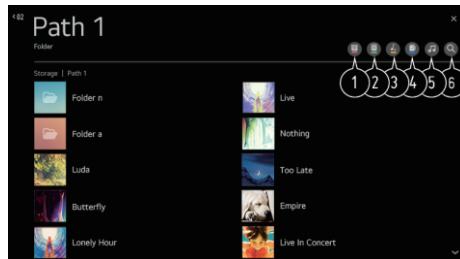 02
Path 1
Folder
Storage | Path 1
1 2 3 4 5 6
Folder n
Live
Folder a
Nothing
Luda
Too Late
Butterfly
Empire
Lonely Hour
Live In Concert